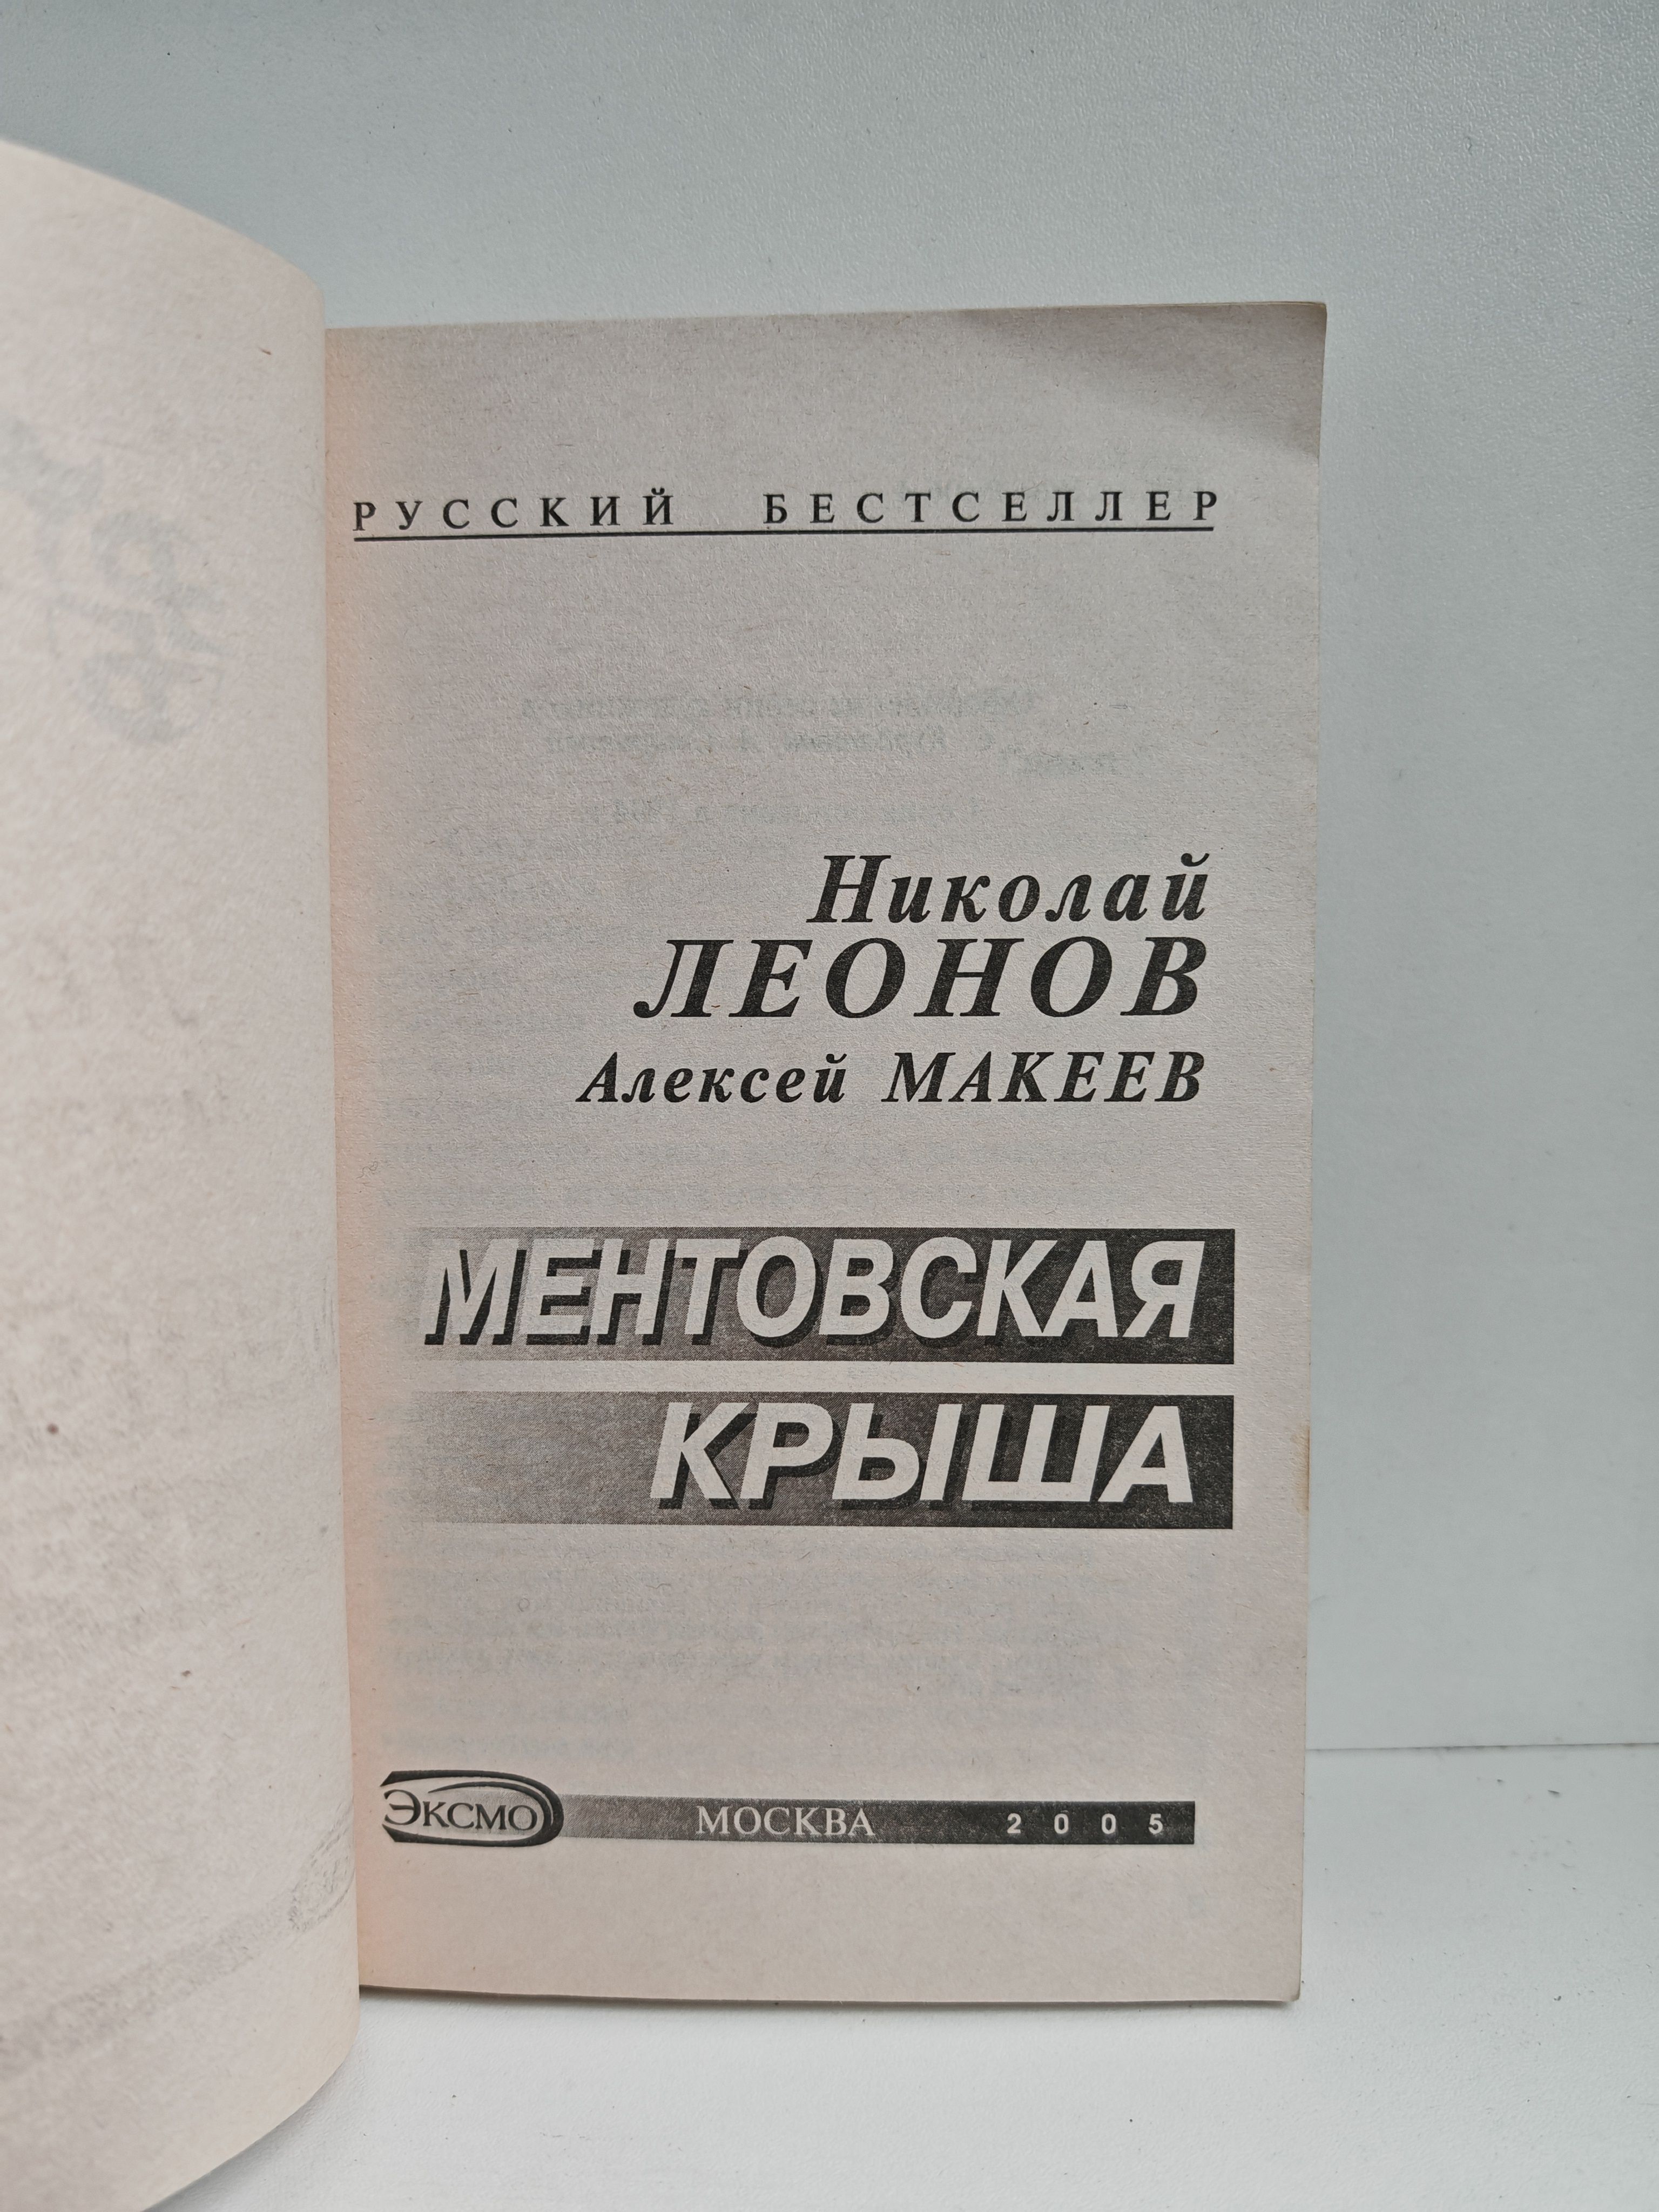 РУССКИЙ БЕСТСЕЛЛЕР
Николай
ЛЕОНОВ
Алексей МАКЕЕВ
МЕНТОВСКАЯ
КРЫША
ЭКСМО МОСКВА 2005